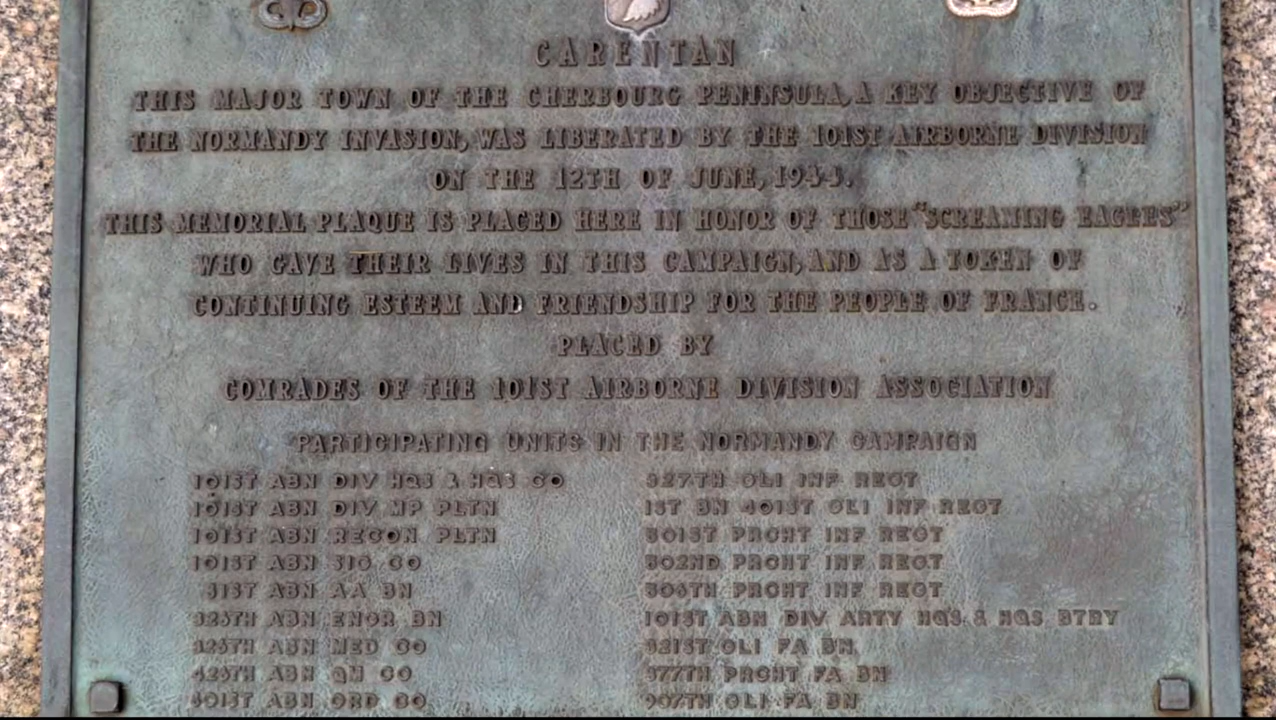 CARENTAN
THIS MAJOR TOWN OF THE CHERBOURG PENINSULA, A KEY OBJECTIVE OF
THE NORMANDY INVASION, WAS LIBERATED BY THE 101ST AIRBORNE DIVISION
ON THE 12TH OF JUNE, 1944.
THIS MEMORIAL PLAQUE IS PLACED HERE IN HONOR OF THOSE "SCREAMING EAGLES"
WHO GAVE THEIR LIVES IN THIS CAMPAIGN, AND AS A TOKEN OF
CONTINUING ESTEEM AND FRIENDSHIP FOR THE PEOPLE OF FRANCE.
PLACED BY
COMRADES OF THE 101ST AIRBORNE DIVISION ASSOCIATION
PARTICIPATING UNITS IN THE NORMANDY CAMPAIGN
101ST ABN DIV HQS & HQS CO
101ST ABN DIV MP PLTN
101ST ABN RECON PLTN
101ST ABN SIG CO
81ST ABN AA BN
326TH ABN ENGR BN
326TH ABN MED CO
426TH ABN QM CO
801ST ABN ORD CO
327TH GLI INF REGT
1ST BN 401ST GLI INF REGT
501ST PRCHT INF REGT
502ND PRCHT INF REGT
506TH PRCHT INF REGT
101ST ABN DIV ARTY HQS & HQS BTRY
321ST GLI FA BN
377TH PRCHT FA BN
907TH GLI FA BN